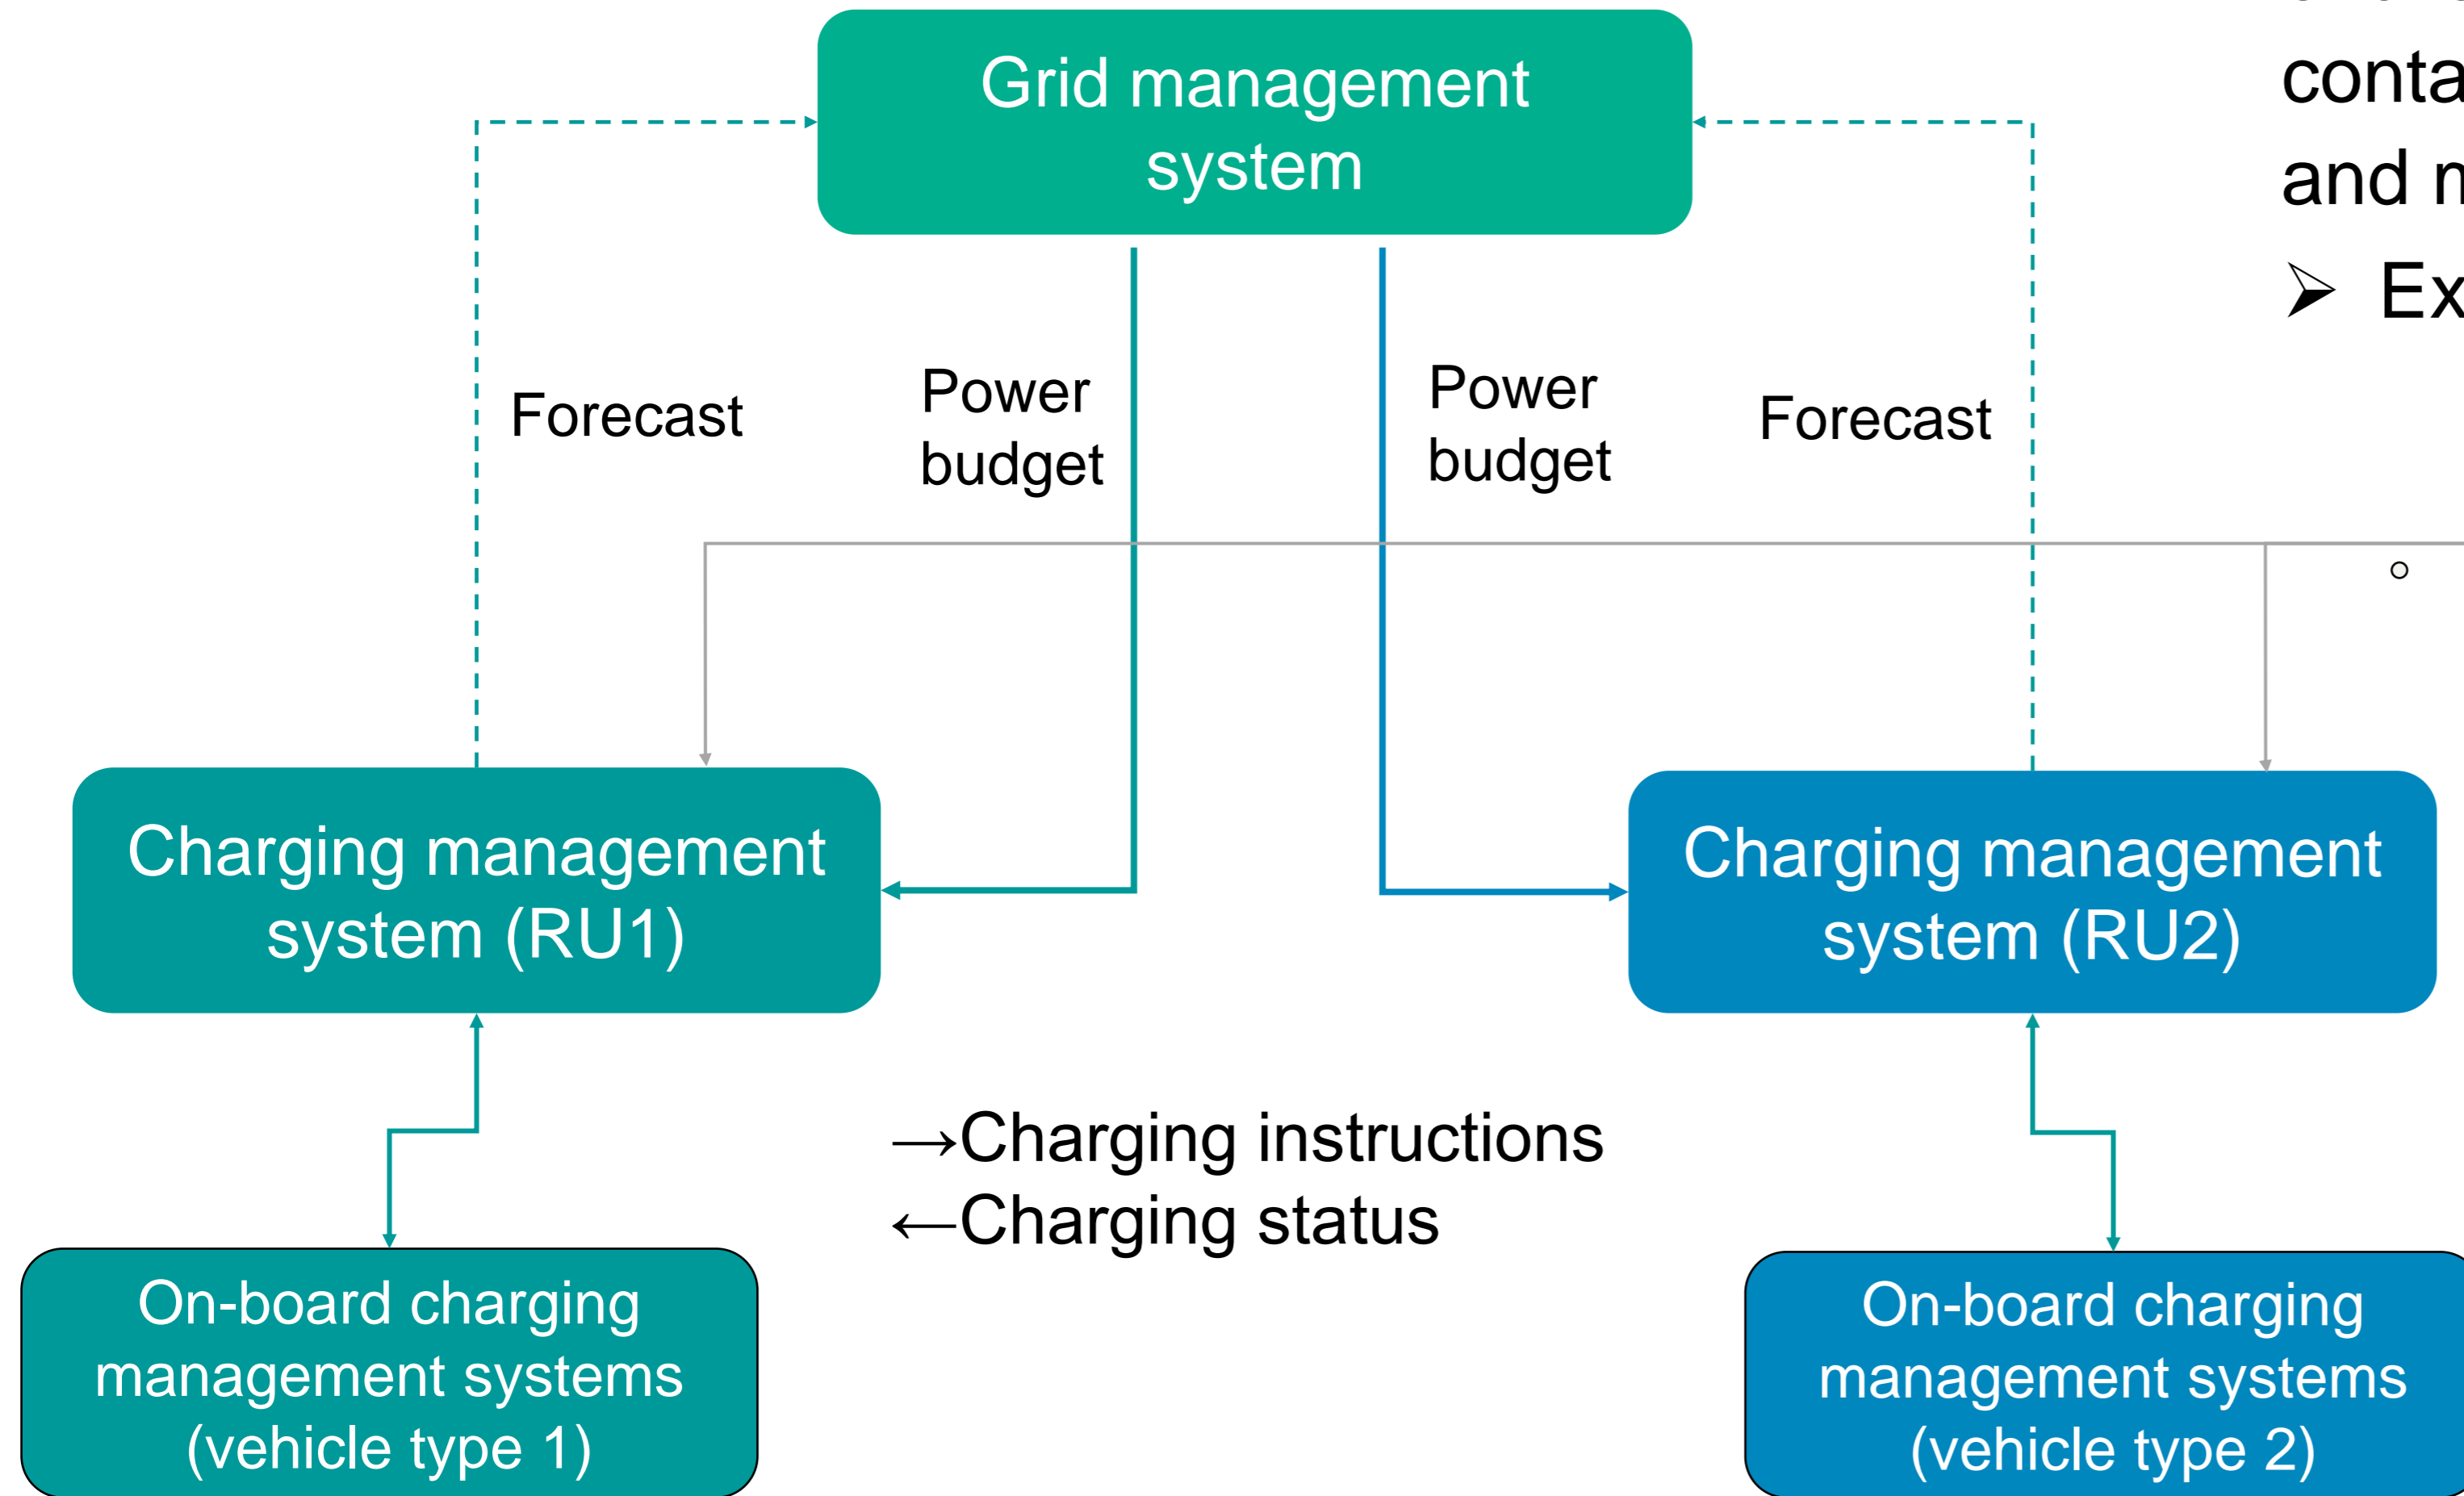 Grid management
system
and
Forecast
Power
budget
Power
budget
Forecast
Charging management
system (RU1)
Charging management
system (RU2)
→Charging instructions
←Charging status
On-board charging
management systems
(vehicle type 1)
On-board charging
management systems
(vehicle type 2)